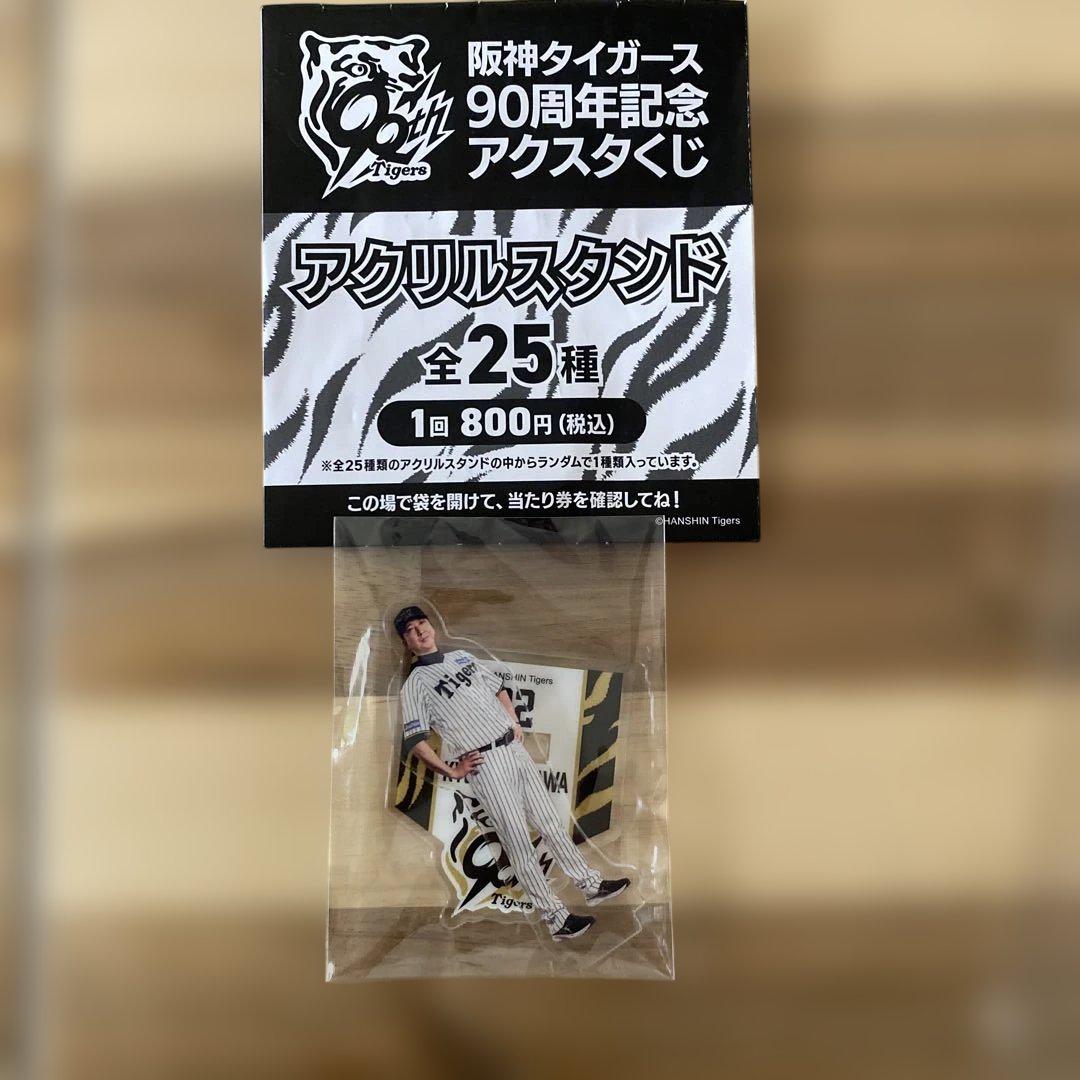 阪神タイガース
90周年記念
アクスタくじ
90th
Tigers
アクリルスタンド
全25種
1回 800円(税込)
※全25種類のアクリルスタンドの中からランダムで1種類入っています。
この場で袋を開けて、当たり券を確認してね!
©HANSHIN Tigers
Tigers
Tigers
Tigers